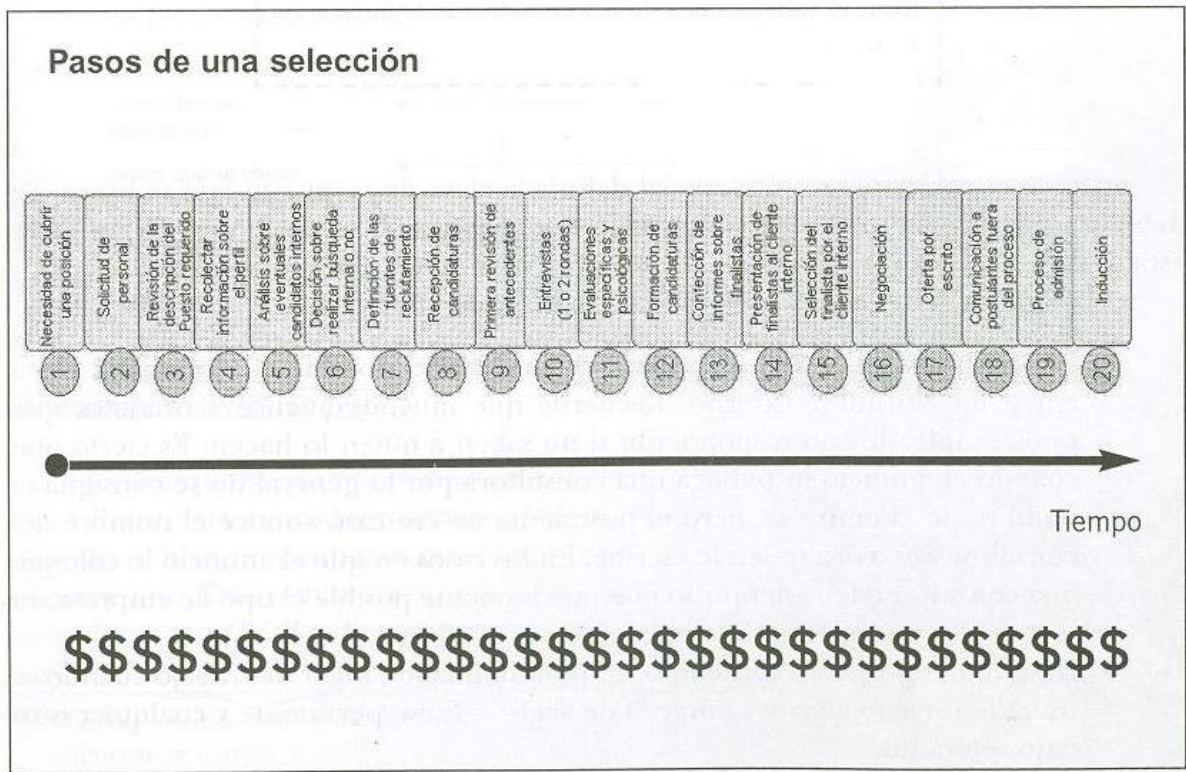 Pasos de una selección
Necesidad de cubrir
una posición
1
Solicitud de
personal
2
Revisión de la
descripción del
Puesto requerido
3
Recolectar
información sobre
el perfil
4
Análisis sobre
eventuales
candidatos internos
5
Decisión sobre
realizar búsqueda
interna o no
6
Definición de las
fuentes de
reclutamiento
7
Recepción de
candidaturas
8
Primera revisión de
antecedentes
9
Entrevistas
(1 o 2 rondas)
10
Evaluaciones
específicas y
psicológicas
11
Formación de
candidaturas
12
Confección de
informes sobre
finalistas
13
Presentación de
finalistas al cliente
interno
14
Selección del
finalista por el
cliente interno
15
Negociación
16
Oferta por
escrito
17
Comunicación a
postulantes fuera
del proceso
18
Proceso de
admisión
19
Inducción
20
Tiempo
$$$$$$$$$$$$$$$$$$$$$$$$$$$$$$$